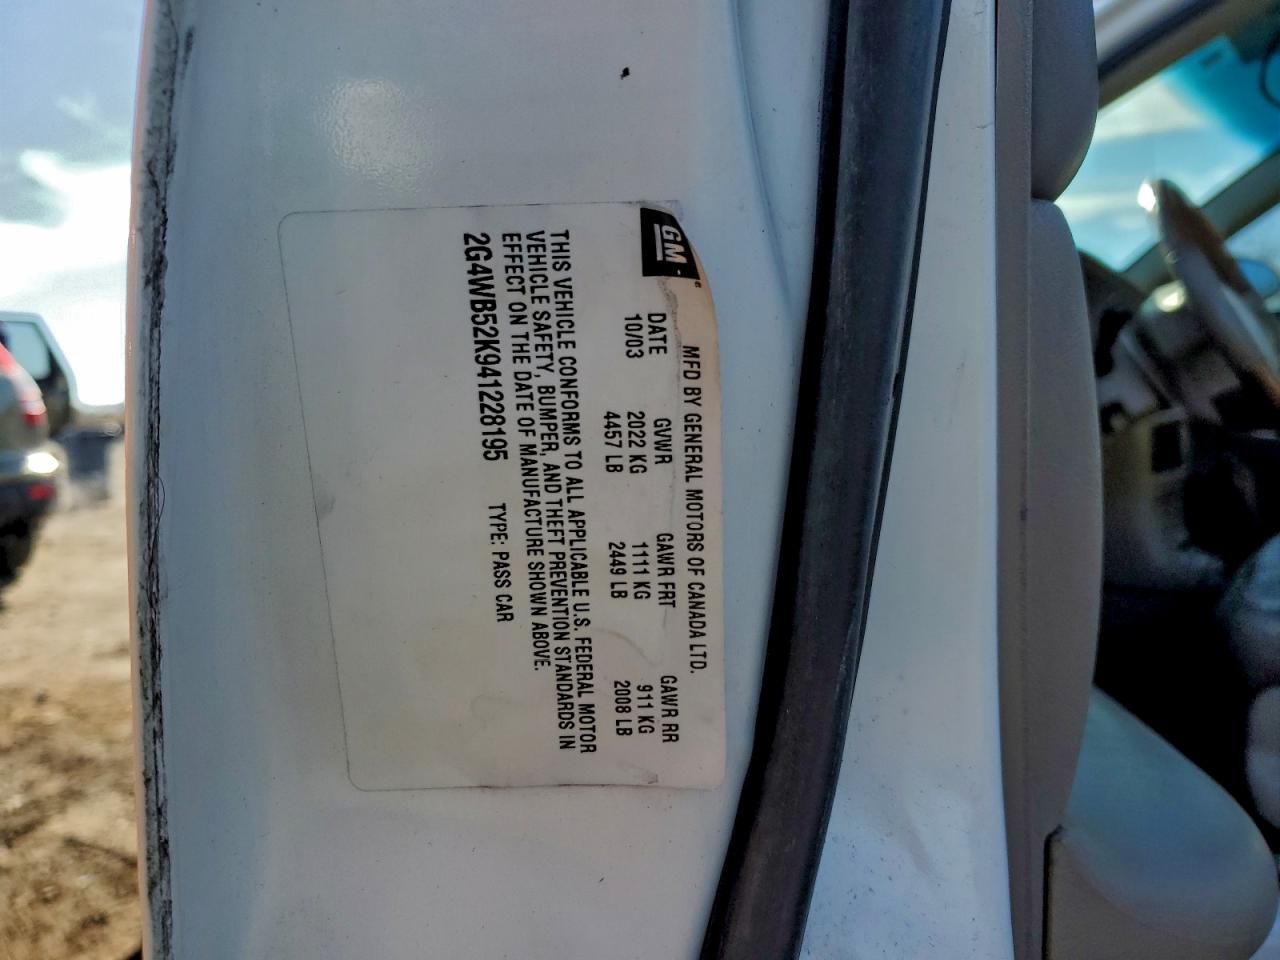 GM
MFD BY GENERAL MOTORS OF CANADA LTD.
DATE GVWR GAWR FRT GAWR RR
10/03 2022 KG 1111 KG 911 KG
4457 LB 2449 LB 2008 LB
THIS VEHICLE CONFORMS TO ALL APPLICABLE U.S. FEDERAL MOTOR
VEHICLE SAFETY, BUMPER, AND THEFT PREVENTION STANDARDS IN
EFFECT ON THE DATE OF MANUFACTURE SHOWN ABOVE.
2G4WB52K941228195 TYPE: PASS CAR